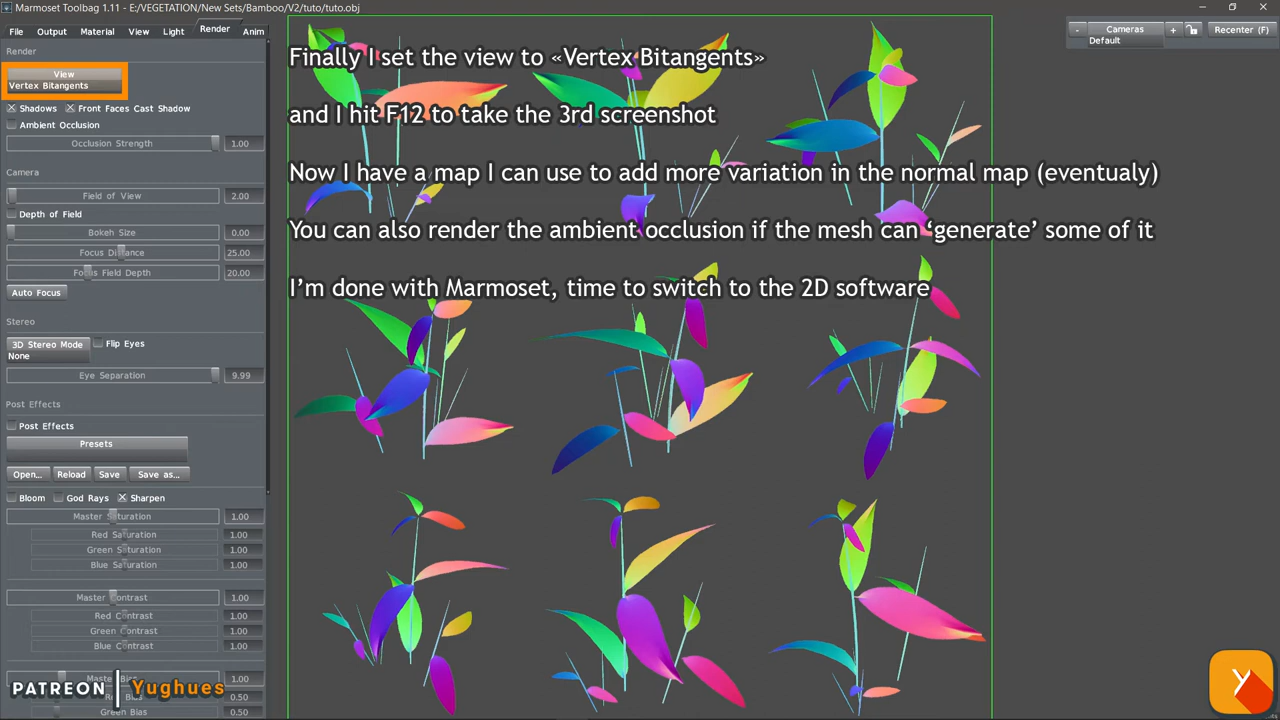 Marmoset Toolbag 1.11 - E:/VEGETATION/New Sets/Bamboo/V2/tuto/tuto.obj
File Output Material View Light Render Anim
Render
View
Vertex Bitangents
Shadows Front Faces Cast Shadow
Ambient Occlusion
Occlusion Strength 1.00
Camera
Field of View 2.00
Depth of Field
Bokeh Size 0.00
Focus Distance 25.00
Focus Field Depth 20.00
Auto Focus
Stereo
3D Stereo Mode Flip Eyes
None
Eye Separation 9.99
Post Effects
Post Effects
Presets
Open... Reload Save Save as...
Bloom God Rays Sharpen
Master Saturation 1.00
Red Saturation 1.00
Green Saturation 1.00
Blue Saturation 1.00
Master Contrast 1.00
Red Contrast 1.00
Green Contrast 1.00
Blue Contrast 1.00
Master Bias 1.00
Red Bias 0.50
Green Bias 0.50
PATREON | Yughues
Finally I set the view to «Vertex Bitangents»
and I hit F12 to take the 3rd screenshot
Now I have a map I can use to add more variation in the normal map (eventualy)
You can also render the ambient occlusion if the mesh can ‘generate’ some of it
I’m done with Marmoset, time to switch to the 2D software
- Cameras +
Default
Recenter (F)
Y